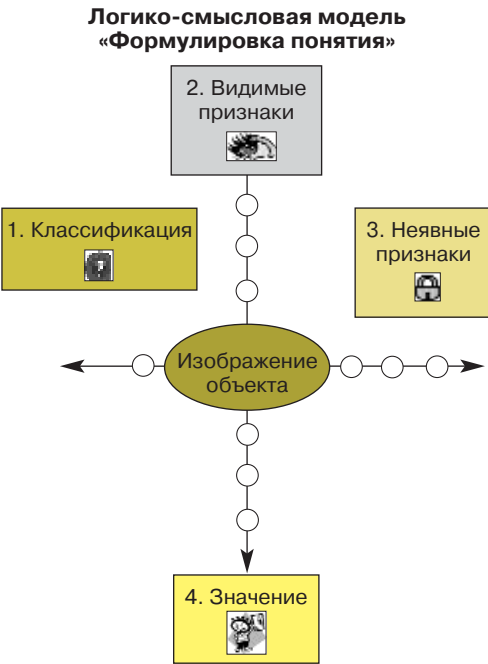 Логико-смысловая модель
«Формулировка понятия»
2. Видимые
признаки
1. Классификация
3. Неявные
признаки
Изображение
объекта
4. Значение